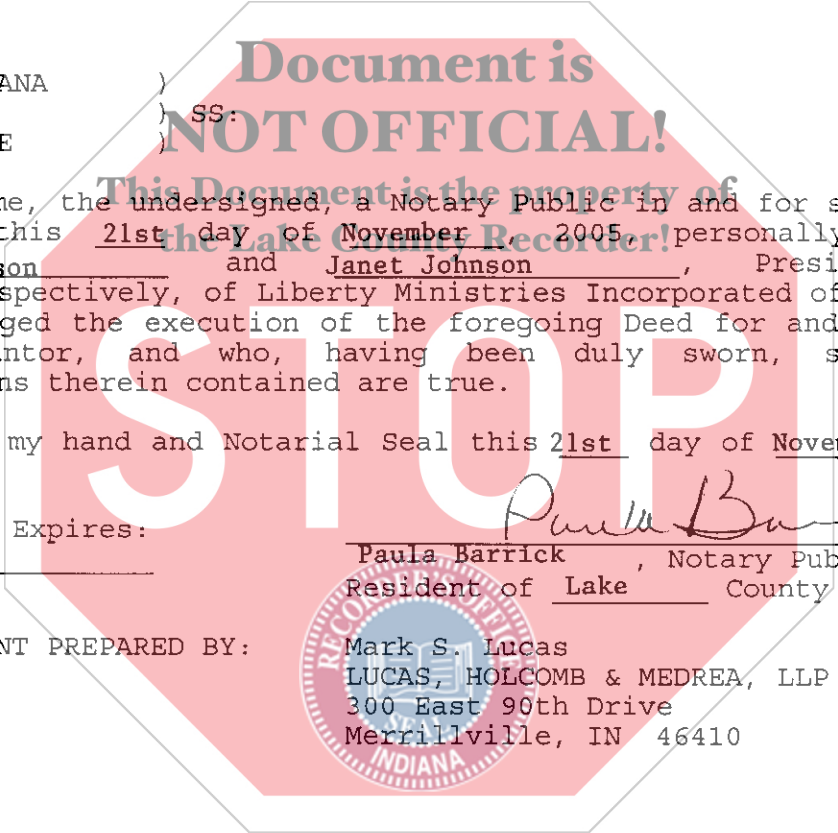 Document is
NOT OFFICIAL!
This Document is the property of
the Lake County Recorder!
ANA )
) SS:
E )
me, the undersigned, a Notary Public in and for s
this 21st day of November, 2005, personally
son and Janet Johnson, Presi
spectively, of Liberty Ministries Incorporated of
ged the execution of the foregoing Deed for and
ntor, and who, having been duly sworn, s
ns therein contained are true.
my hand and Notarial Seal this 21st day of Nove
STOP
Expires:
Paula Barrick, Notary Pub
Resident of Lake County
NT PREPARED BY: Mark S. Lucas
LUCAS, HOLCOMB & MEDREA, LLP
300 East 90th Drive
Merrillville, IN 46410
RECORDER'S OFFICE
SEAL
INDIANA